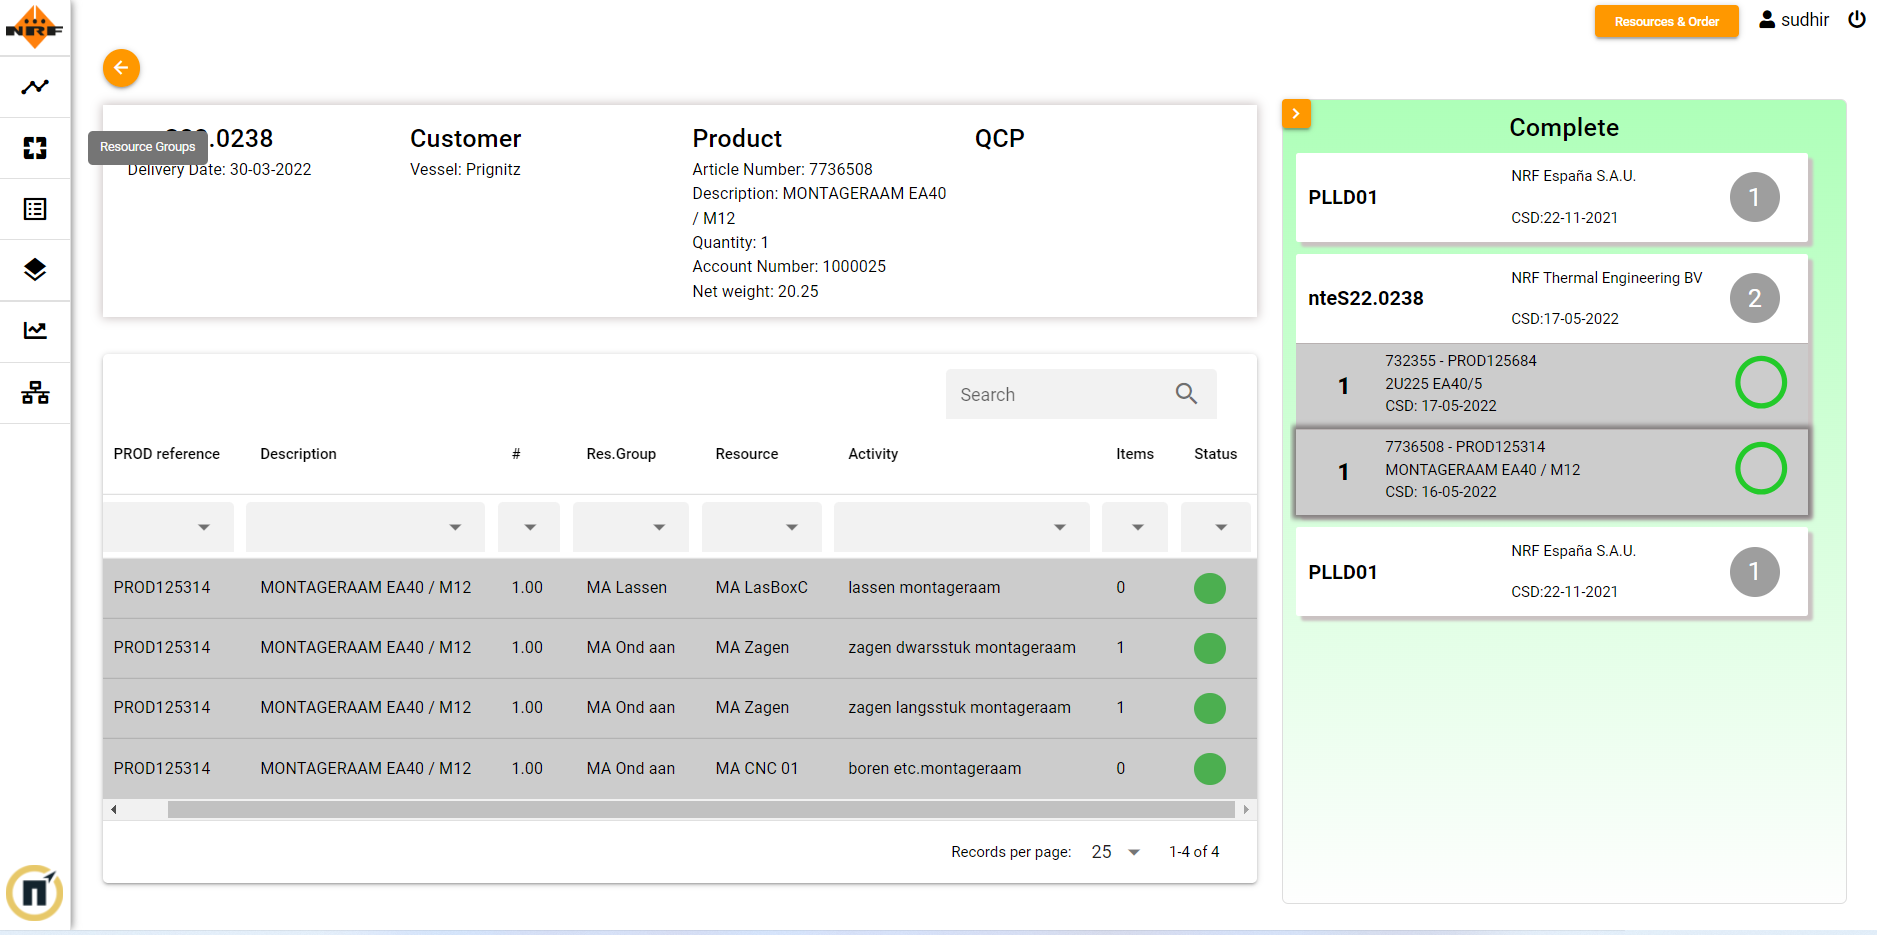 NRF
Resources & Order
sudhir
Resource Groups
.0238
Delivery Date: 30-03-2022
Customer
Vessel: Prignitz
Product
Article Number: 7736508
Description: MONTAGERAAM EA40
/ M12
Quantity: 1
Account Number: 1000025
Net weight: 20.25
QCP
Search
PROD reference Description # Res.Group Resource Activity Items Status
PROD125314 MONTAGERAAM EA40 / M12 1.00 MA Lassen MA LasBoxC lassen montageraam 0
PROD125314 MONTAGERAAM EA40 / M12 1.00 MA Ond aan MA Zagen zagen dwarsstuk montageraam 1
PROD125314 MONTAGERAAM EA40 / M12 1.00 MA Ond aan MA Zagen zagen langsstuk montageraam 1
PROD125314 MONTAGERAAM EA40 / M12 1.00 MA Ond aan MA CNC 01 boren etc.montageraam 0
Records per page: 25 1-4 of 4
Complete
PLLD01
NRF España S.A.U.
CSD:22-11-2021
1
nteS22.0238
NRF Thermal Engineering BV
CSD:17-05-2022
2
1
732355 - PROD125684
2U225 EA40/5
CSD: 17-05-2022
1
7736508 - PROD125314
MONTAGERAAM EA40 / M12
CSD: 16-05-2022
PLLD01
NRF España S.A.U.
CSD:22-11-2021
1